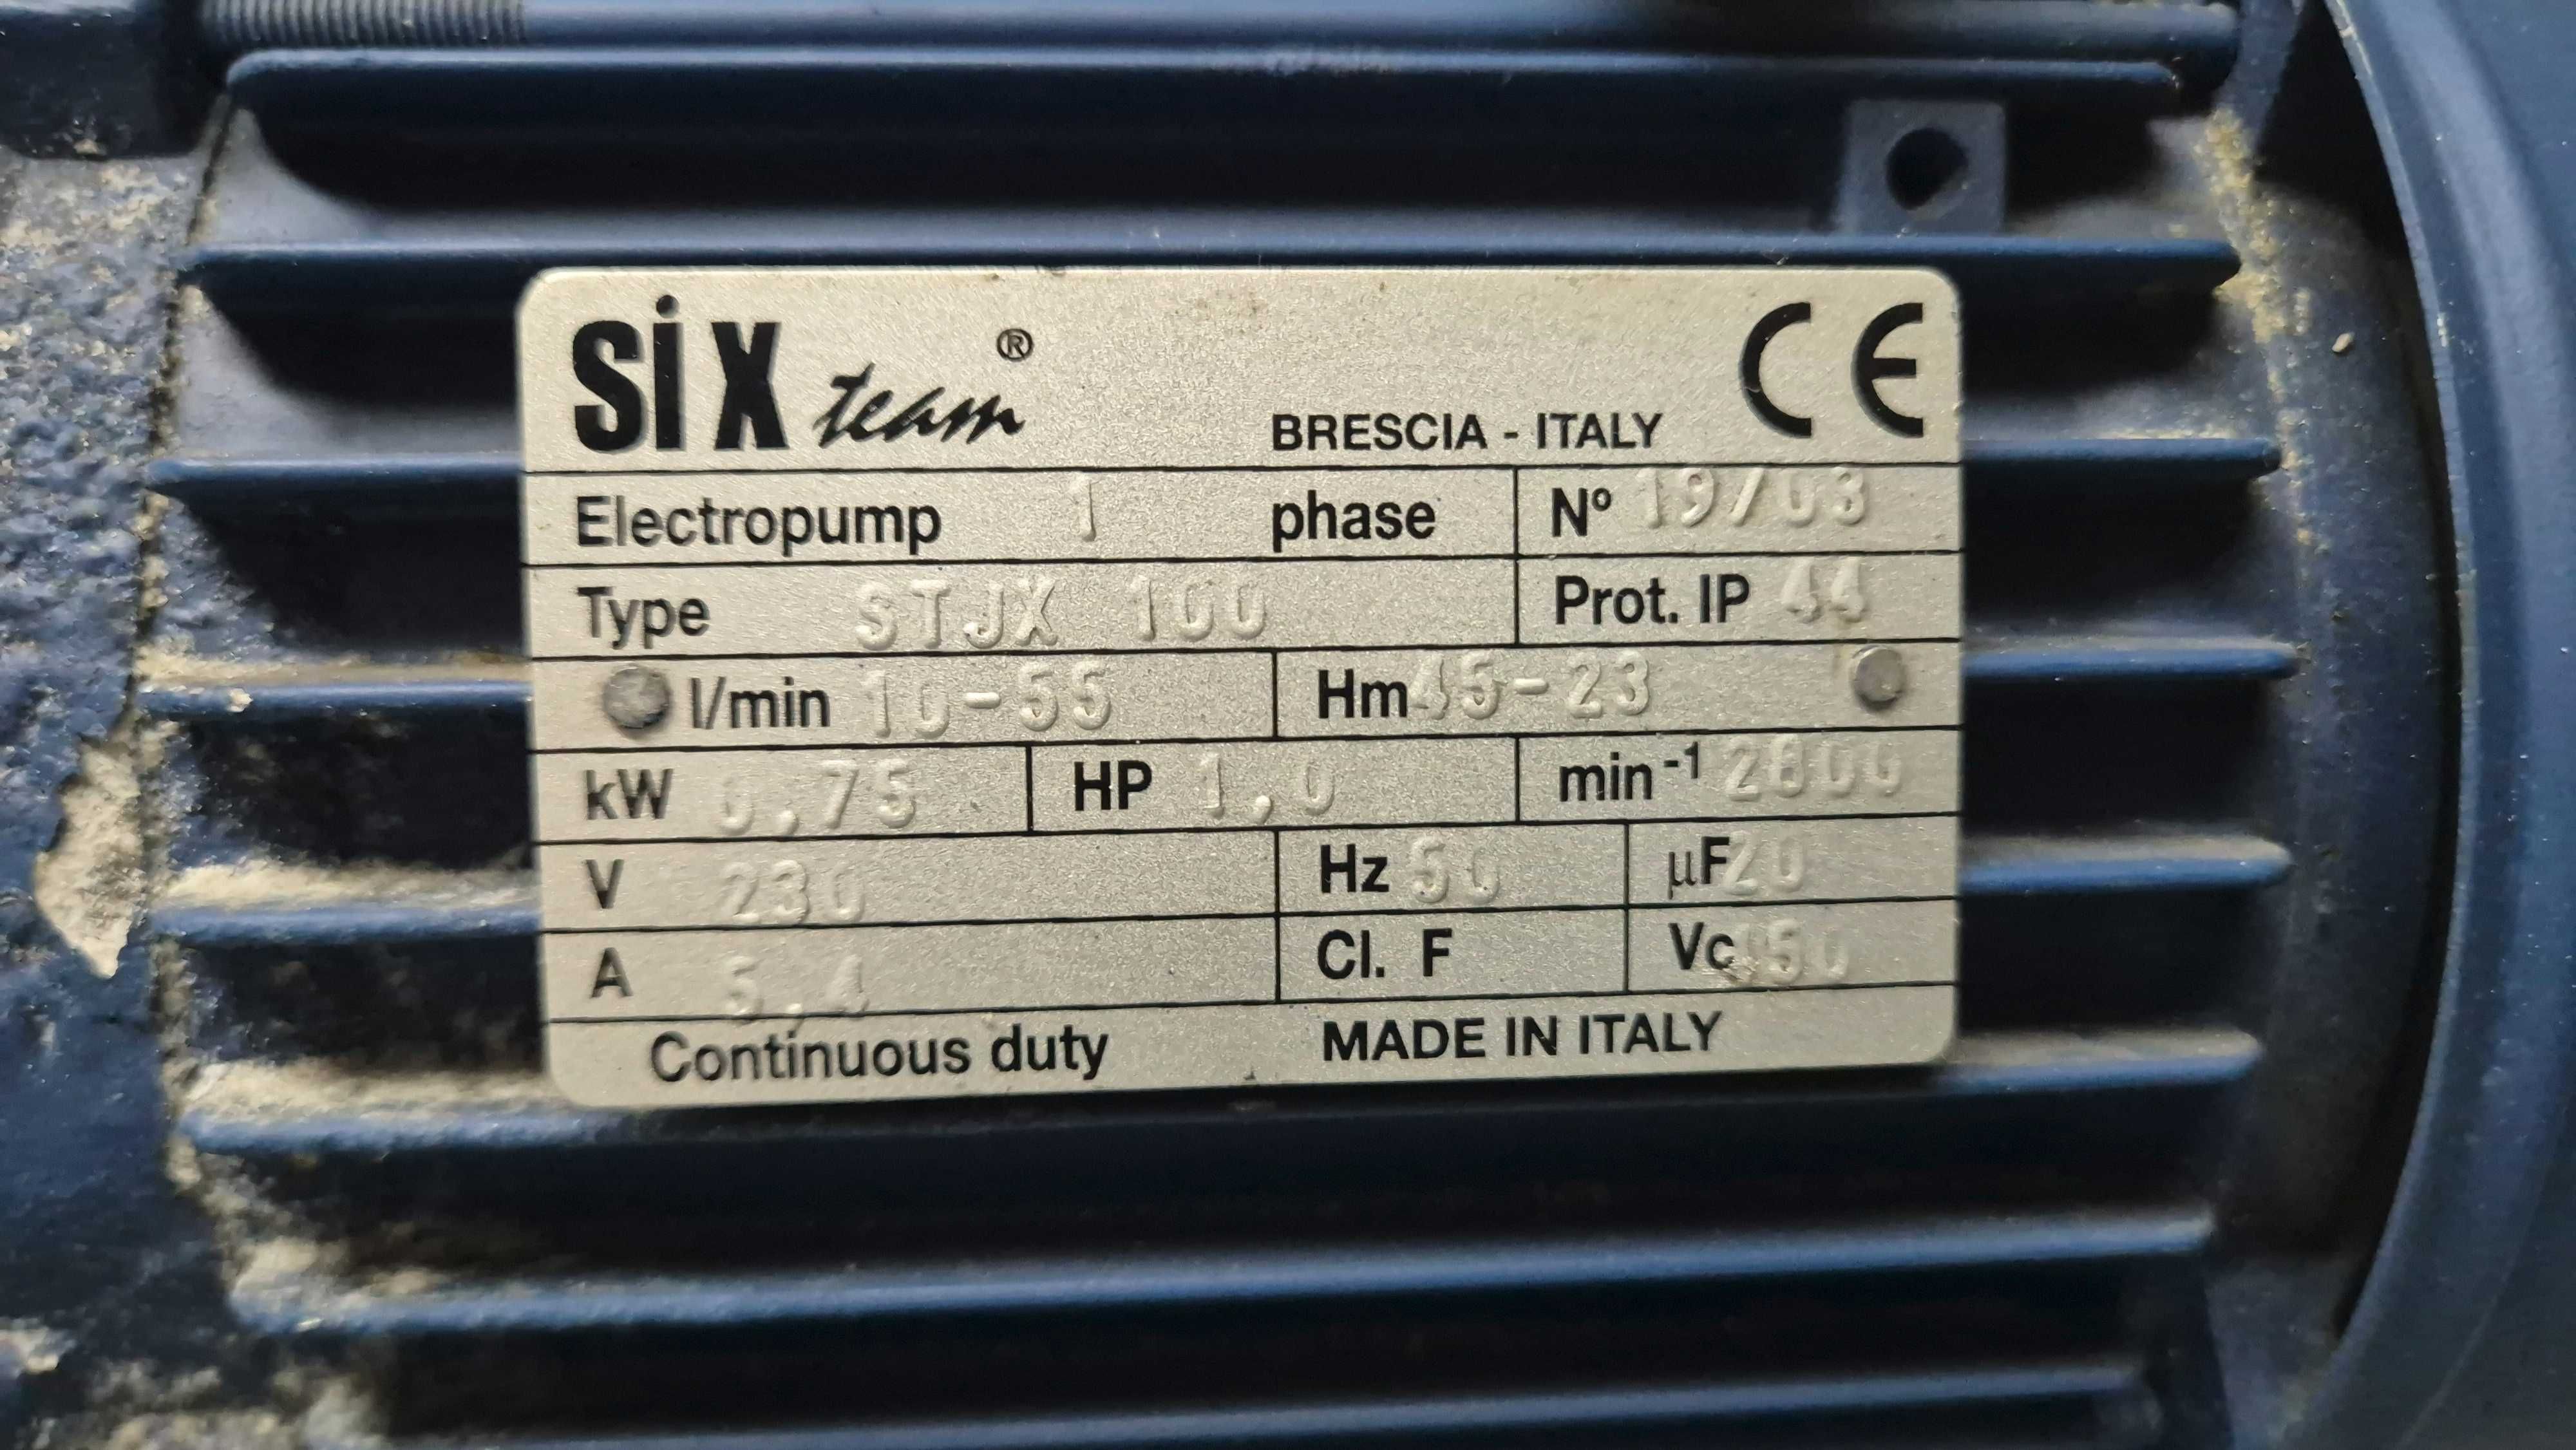 SiX team ®
CE
BRESCIA - ITALY
Electropump 1 phase Nº 19/03
Type STJX 100 Prot. IP 44
l/min 10-55 Hm 45-23
kW 0,75 HP 1,0 min-1 2800
V 230 Hz 50 µF 20
A 5,4 Cl. F Vc 450
Continuous duty MADE IN ITALY